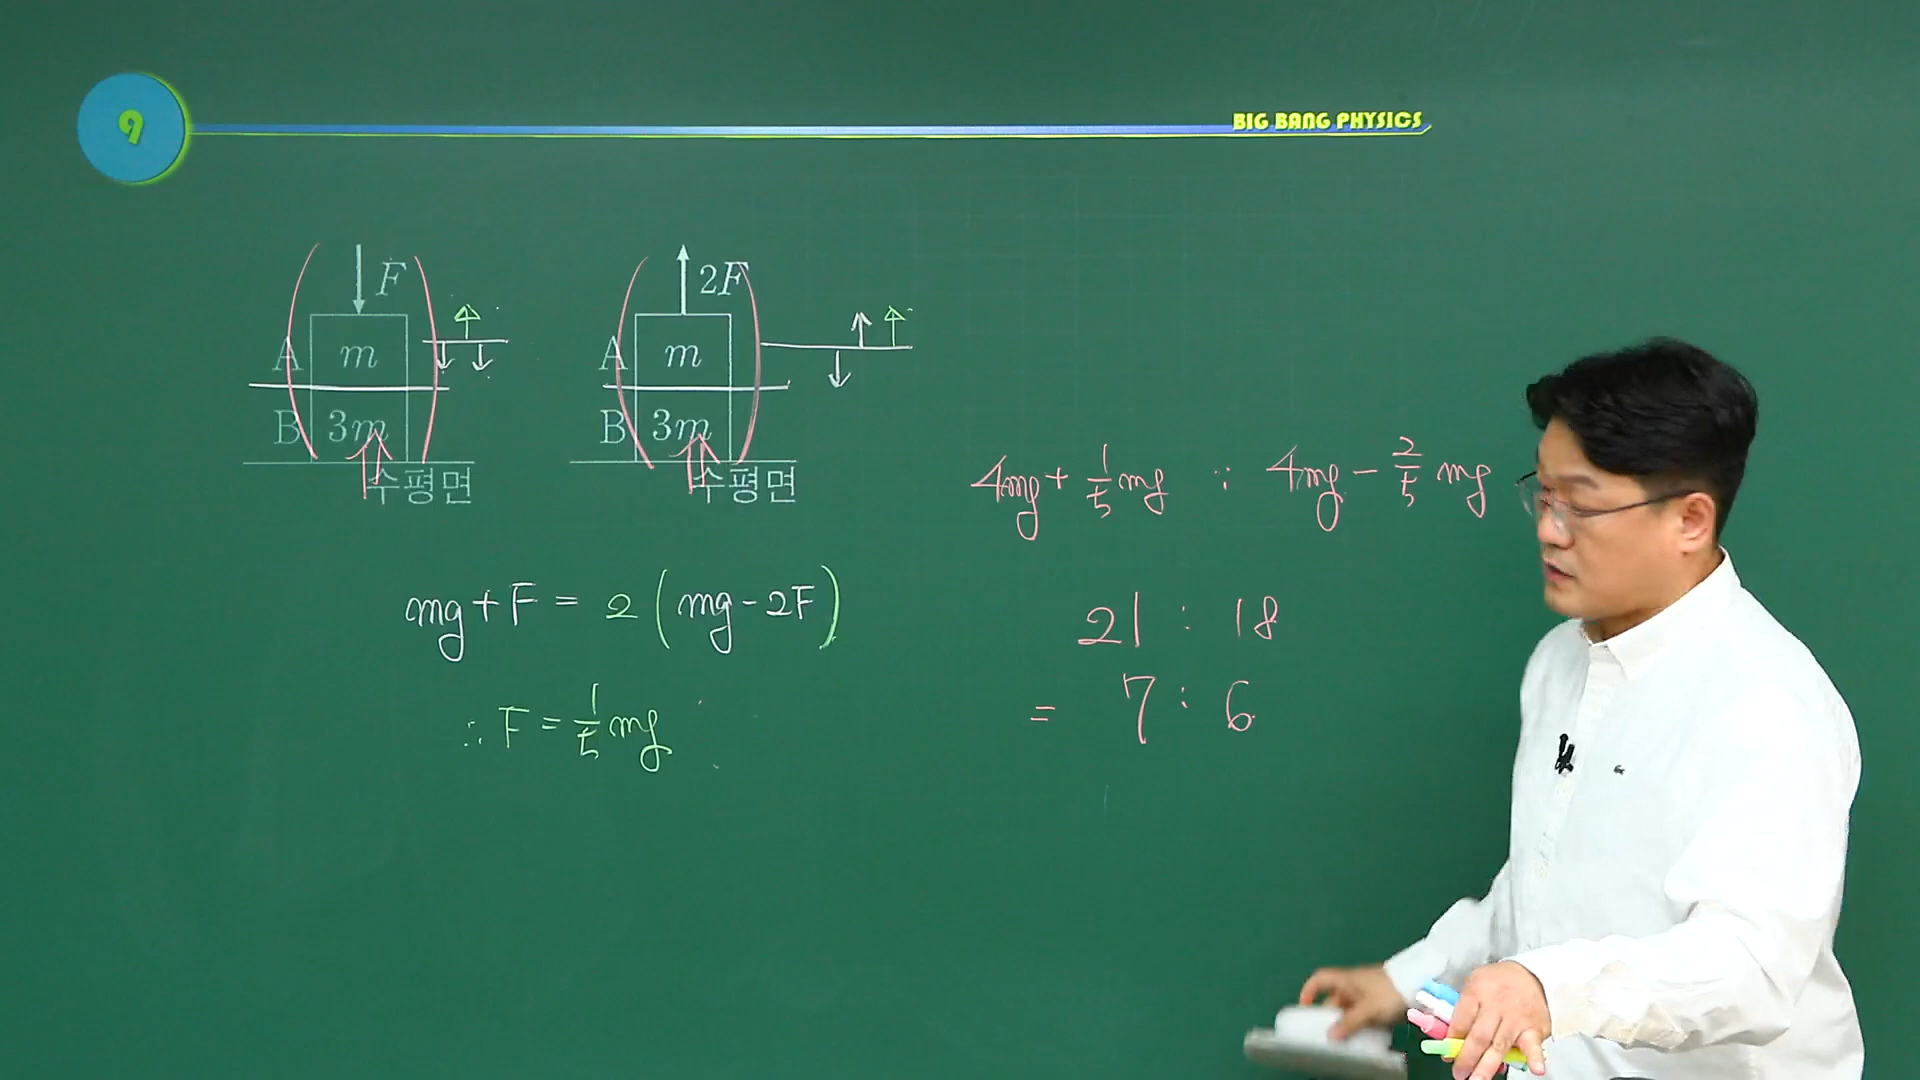 9
BIG BANG PHYSICS
F
A m
B 3m
수평면
2F
A m
B 3m
수평면
mg + F = 2 (mg - 2F)
∴ F = 1/5 mg
4mg + 1/5 mg : 4mg - 2/5 mg
21 : 18
= 7 : 6